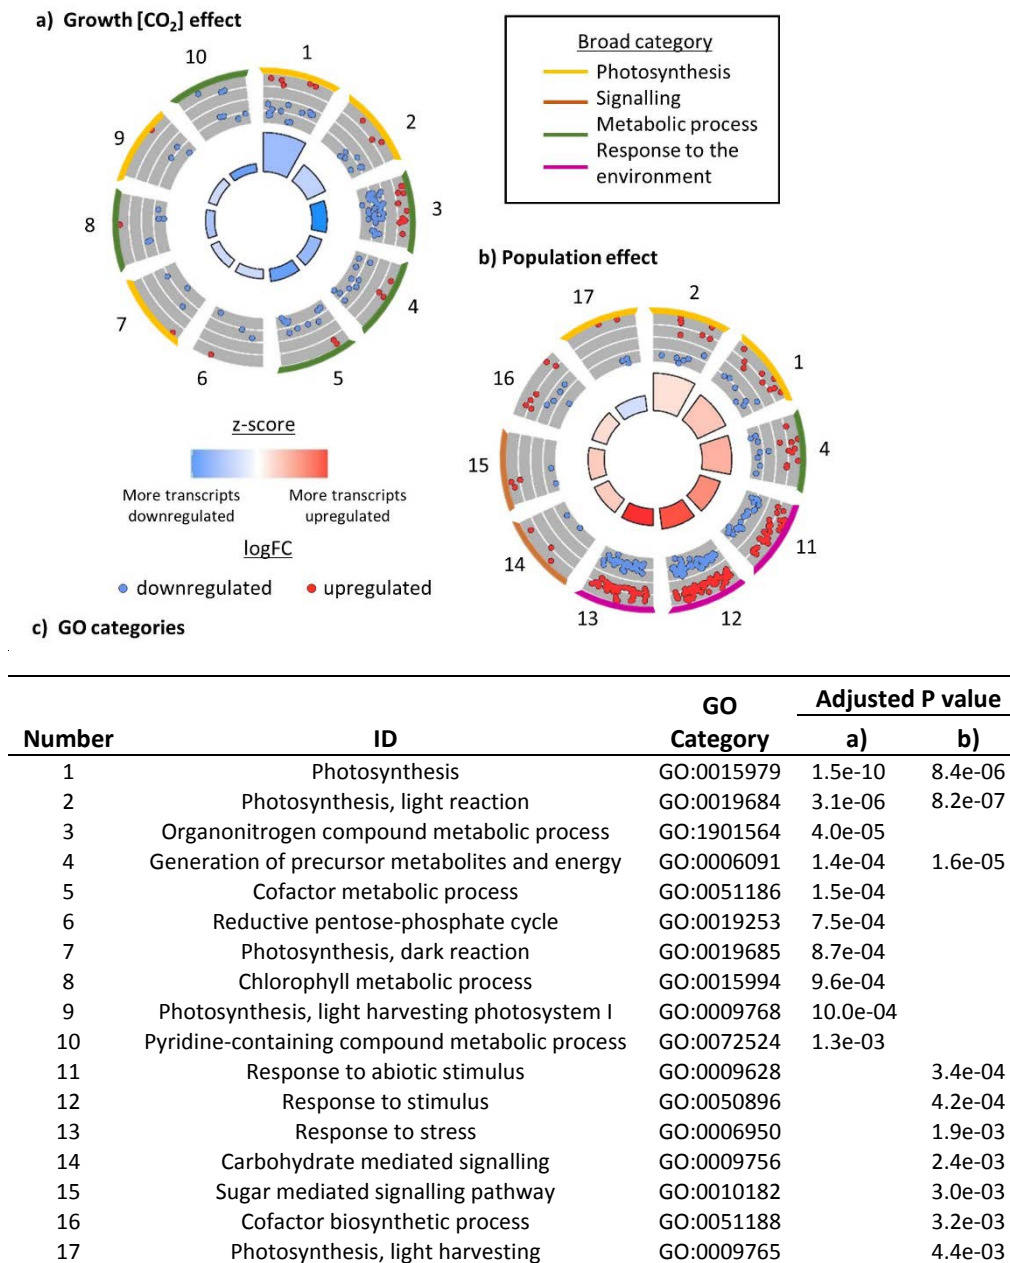 a) Growth [CO₂] effect
10
1
2
9
3
8
4
7
5
6
Broad category
Photosynthesis
Signalling
Metabolic process
Response to the
environment
b) Population effect
17
2
16
1
15
4
14
11
13
12
z-score
More transcripts
downregulated
More transcripts
upregulated
logFC
downregulated
upregulated
c) GO categories
Number ID GO Category Adjusted P value a) b)
1 Photosynthesis GO:0015979 1.5e-10 8.4e-06
2 Photosynthesis, light reaction GO:0019684 3.1e-06 8.2e-07
3 Organonitrogen compound metabolic process GO:1901564 4.0e-05
4 Generation of precursor metabolites and energy GO:0006091 1.4e-04 1.6e-05
5 Cofactor metabolic process GO:0051186 1.5e-04
6 Reductive pentose-phosphate cycle GO:0019253 7.5e-04
7 Photosynthesis, dark reaction GO:0019685 8.7e-04
8 Chlorophyll metabolic process GO:0015994 9.6e-04
9 Photosynthesis, light harvesting photosystem I GO:0009768 10.0e-04
10 Pyridine-containing compound metabolic process GO:0072524 1.3e-03
11 Response to abiotic stimulus GO:0009628 3.4e-04
12 Response to stimulus GO:0050896 4.2e-04
13 Response to stress GO:0006950 1.9e-03
14 Carbohydrate mediated signalling GO:0009756 2.4e-03
15 Sugar mediated signalling pathway GO:0010182 3.0e-03
16 Cofactor biosynthetic process GO:0051188 3.2e-03
17 Photosynthesis, light harvesting GO:0009765 4.4e-03